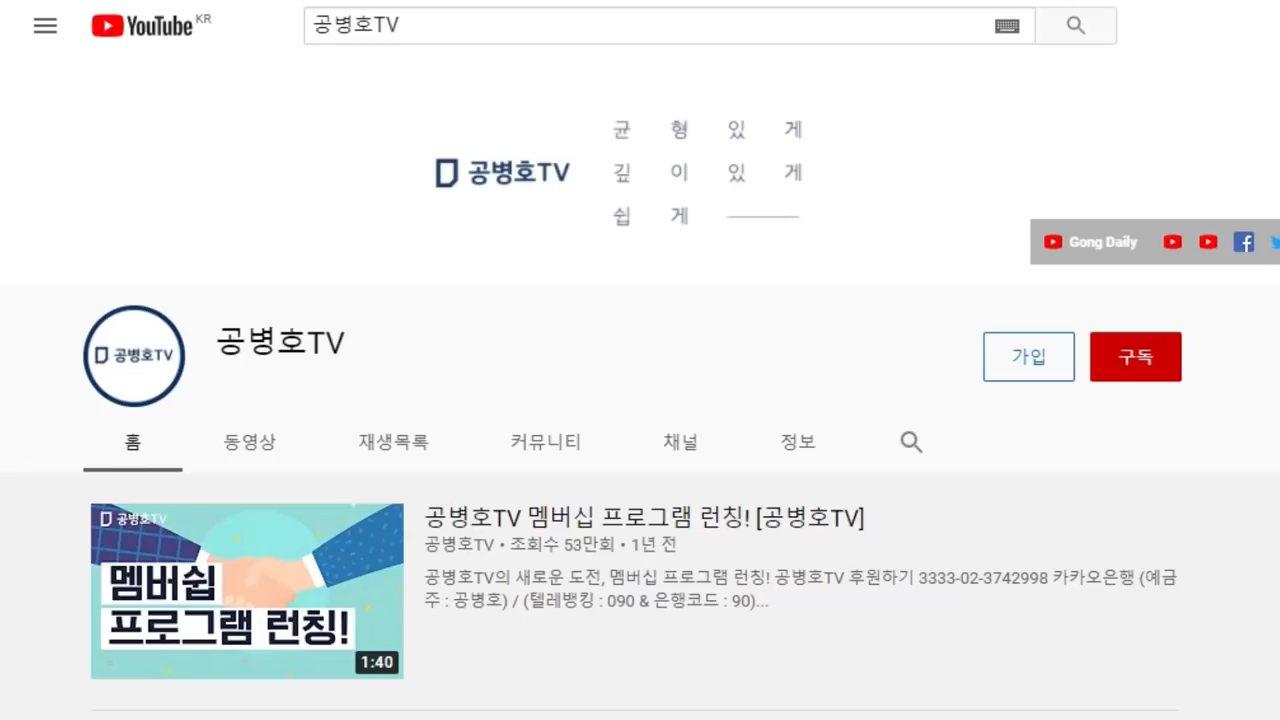 YouTube KR
공병호TV
균 형 있 게
공병호TV
깊 이 있 게
쉽 게
Gong Daily
공병호TV
공병호TV
가입
구독
홈
동영상
재생목록
커뮤니티
채널
정보
공병호TV
멤버쉽
프로그램 런칭!
1:40
공병호TV 멤버십 프로그램 런칭! [공병호TV]
공병호TV • 조회수 53만회 • 1년 전
공병호TV의 새로운 도전, 멤버십 프로그램 런칭! 공병호TV 후원하기 3333-02-3742998 카카오은행 (예금
주 : 공병호) / (텔레뱅킹 : 090 & 은행코드 : 90)...